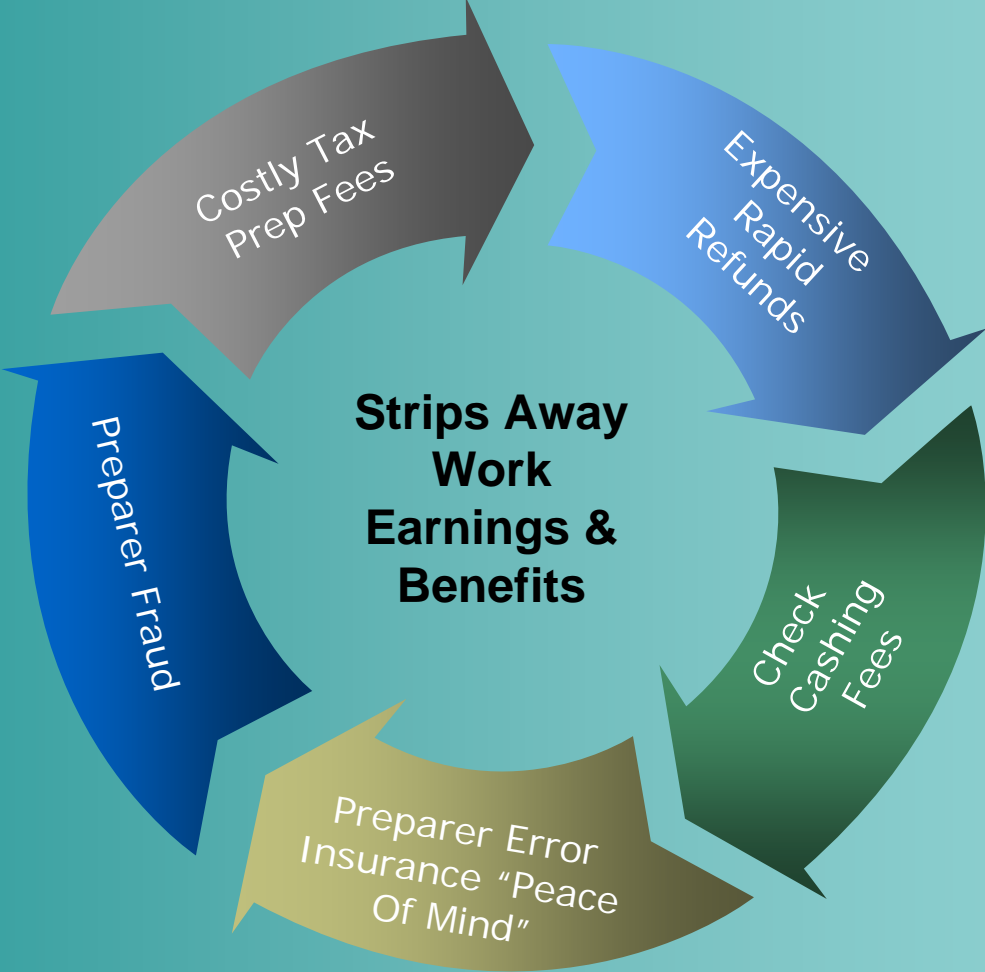 Costly Tax
Prep Fees
Expensive
Rapid
Refunds
Check
Cashing
Fees
Preparer Error
Insurance “Peace
Of Mind”
Preparer Fraud
Strips Away
Work
Earnings &
Benefits